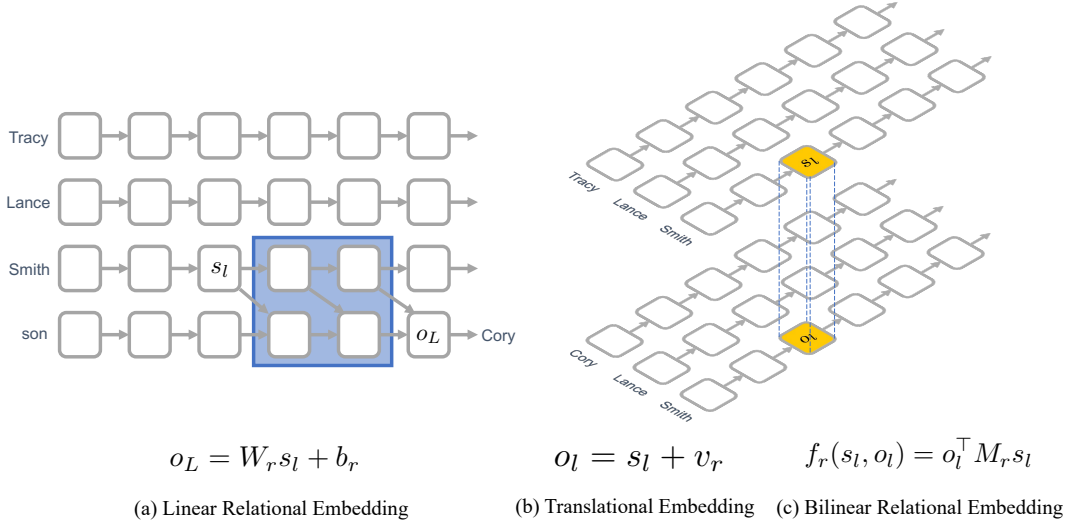 Tracy
Lance
Smith
s_l
son
o_L
Cory
o_L = W_r s_l + b_r
(a) Linear Relational Embedding
Tracy
Lance
Smith
s_l
Cory
Lance
Smith
o_l
o_l = s_l + v_r
f_r(s_l, o_l) = o_l^⊤ M_r s_l
(b) Translational Embedding
(c) Bilinear Relational Embedding